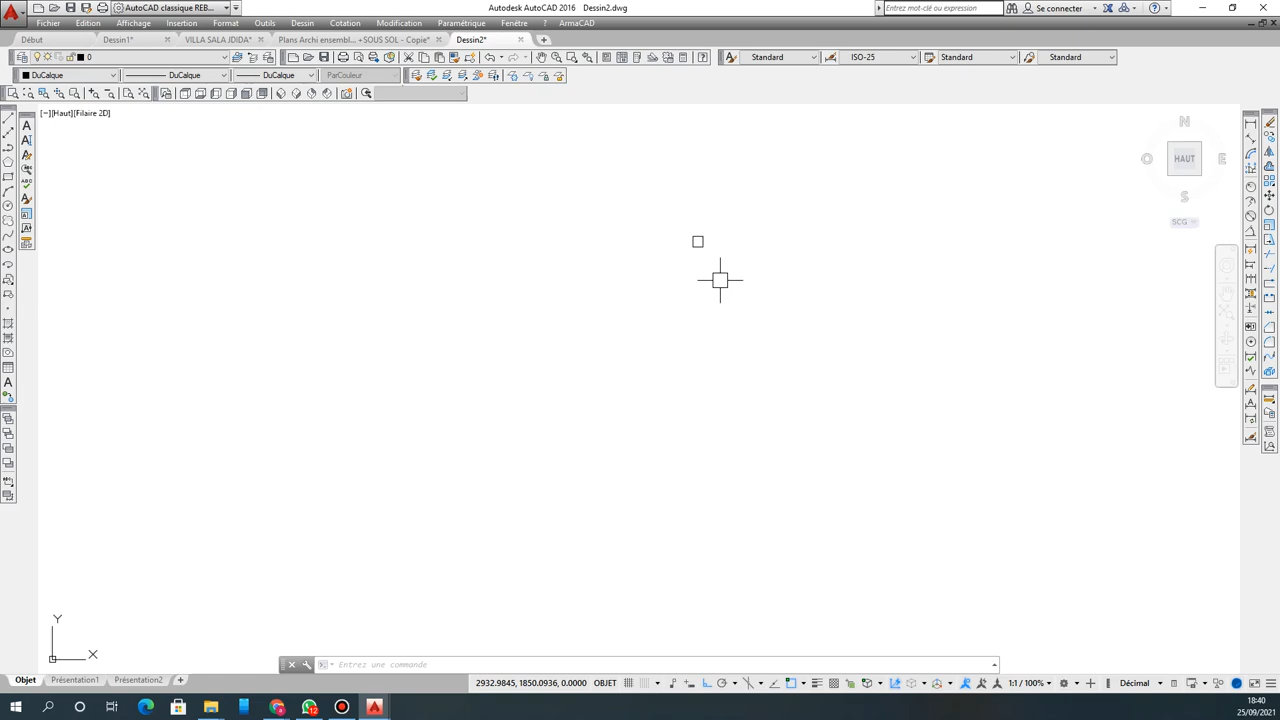 AutoCAD classique REB...
Autodesk AutoCAD 2016 Dessin2.dwg
Entrez mot-clé ou expression
Se connecter
Fichier Edition Affichage Insertion Format Outils Dessin Cotation Modification Paramétrique Fenêtre ArmaCAD
Début Dessin1* VILLA SALA JDIDA* Plans Archi ensembl... +SOUS SOL - Copie* Dessin2*
0 Standard ISO-25 Standard Standard
DuCalque DuCalque DuCalque ParCouleur
[−][Haut][Filaire 2D]
N
O HAUT E
S
SCG
Y
X
Entrez une commande
Objet Présentation1 Présentation2 + 2932.9845, 1850.0936, 0.0000 OBJET 1:1 / 100% Décimal
18:40
25/09/2021